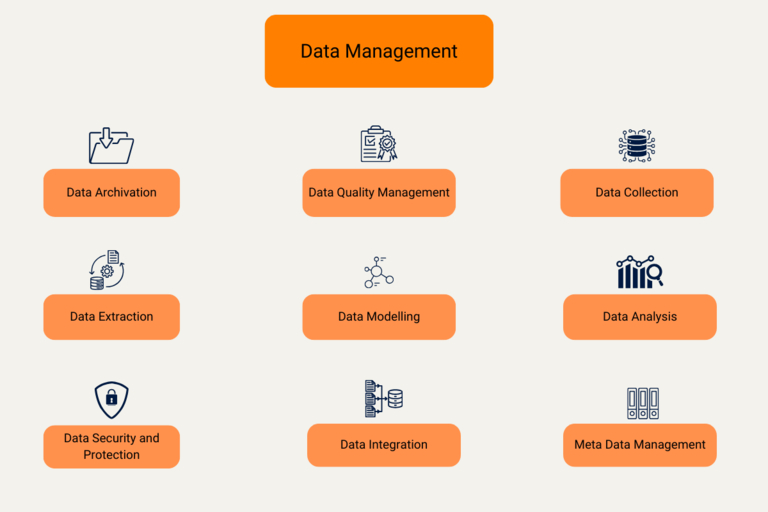 Data Management
Data Archivation
Data Quality Management
Data Collection
Data Extraction
Data Modelling
Data Analysis
Data Security and
Protection
Data Integration
Meta Data Management